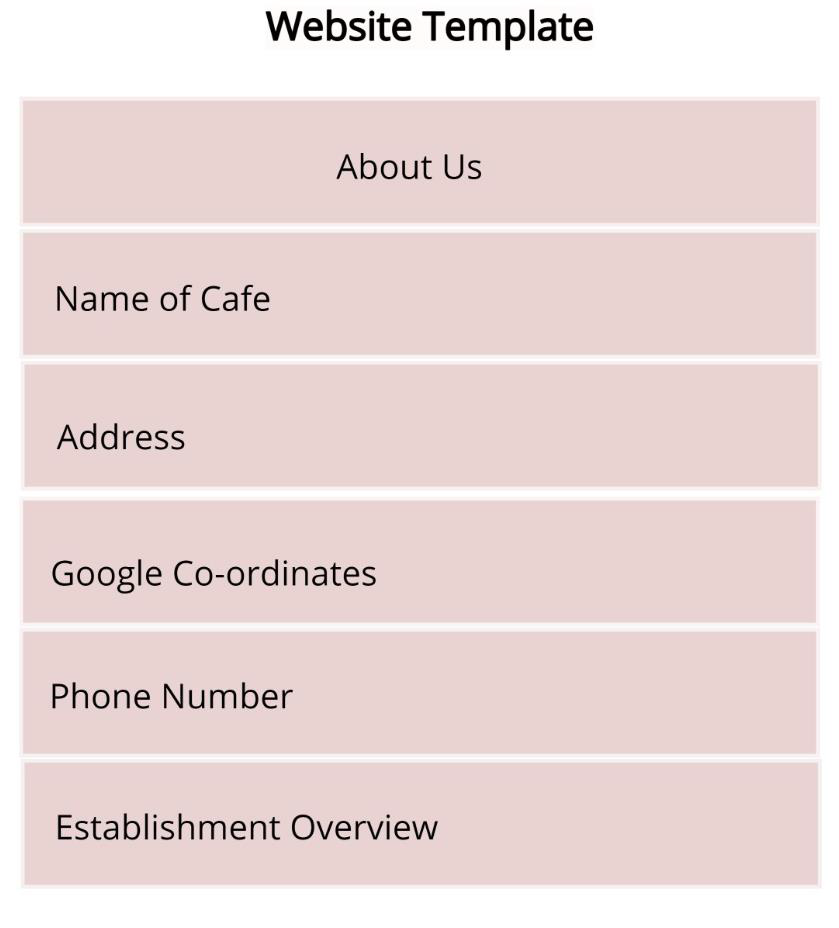 Website Template
About Us
Name of Cafe
Address
Google Co-ordinates
Phone Number
Establishment Overview